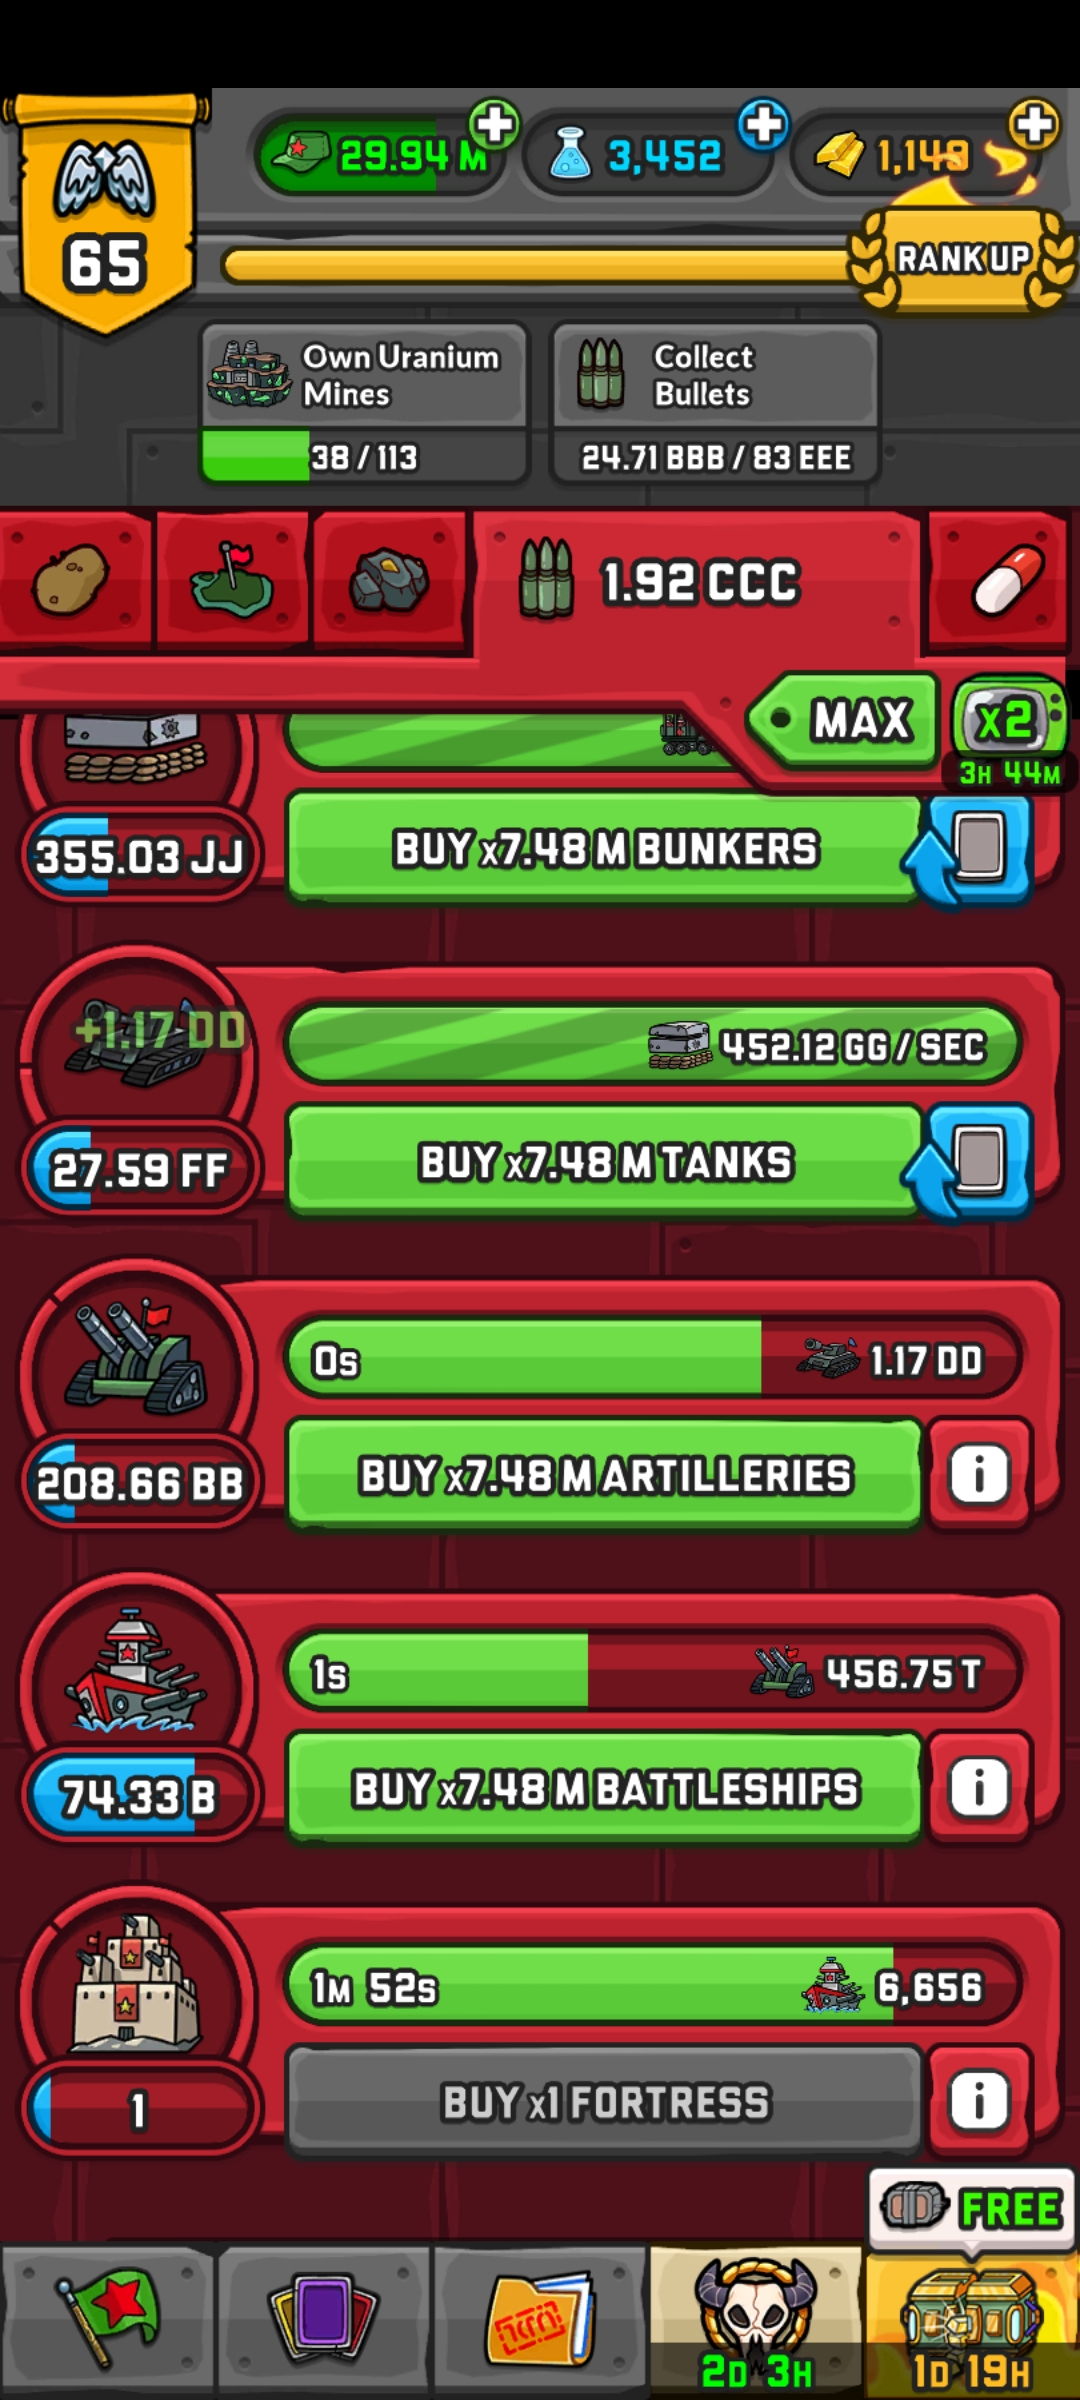 29.94 M
3,452
1,149
65
RANK UP
Own Uranium
Mines
38 / 113
Collect
Bullets
24.71 BBB / 83 EEE
1.92 CCC
MAX
x2
3H 44M
355.03 JJ
BUY x7.48 M BUNKERS
+1.17 DD
452.12 GG / SEC
27.59 FF
BUY x7.48 M TANKS
0s
1.17 DD
208.66 BB
BUY x7.48 M ARTILLERIES
1s
456.75 T
74.33 B
BUY x7.48 M BATTLESHIPS
1M 52s
6,656
1
BUY x1 FORTRESS
FREE
2D 3H
1D 19H